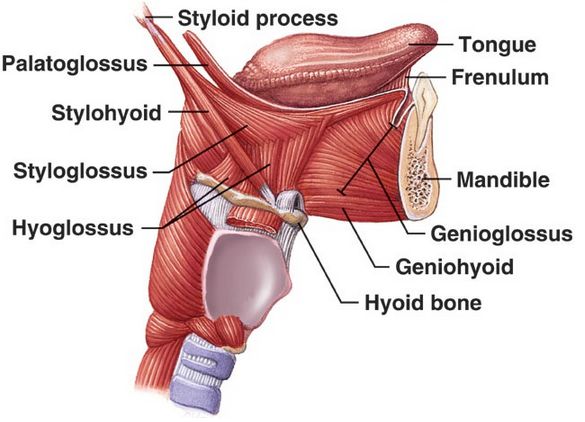 Styloid process
Tongue
Palatoglossus
Frenulum
Stylohyoid
Styloglossus
Mandible
Hyoglossus
Genioglossus
Geniohyoid
Hyoid bone